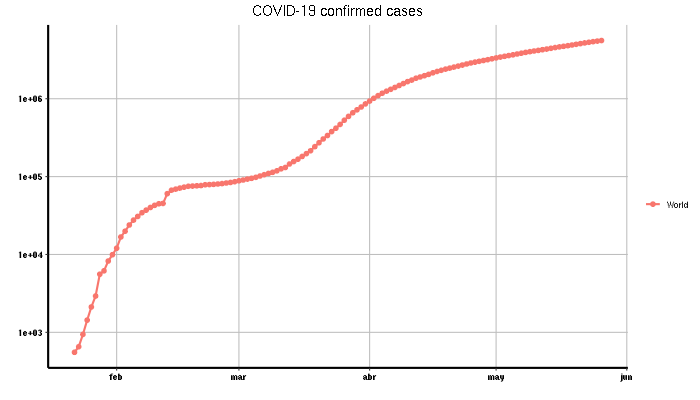 COVID-19 confirmed cases
1e+06
1e+05
1e+04
1e+03
World
feb mar abr may jun